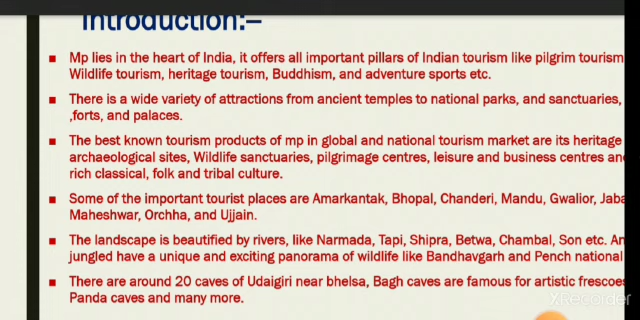 Introduction:–
Mp lies in the heart of India, it offers all important pillars of Indian tourism like pilgrim tourism
Wildlife tourism, heritage tourism, Buddhism, and adventure sports etc.
There is a wide variety of attractions from ancient temples to national parks, and sanctuaries,
,forts, and palaces.
The best known tourism products of mp in global and national tourism market are its heritage
archaeological sites, Wildlife sanctuaries, pilgrimage centres, leisure and business centres an
rich classical, folk and tribal culture.
Some of the important tourist places are Amarkantak, Bhopal, Chanderi, Mandu, Gwalior, Jaba
Maheshwar, Orchha, and Ujjain.
The landscape is beautified by rivers, like Narmada, Tapi, Shipra, Betwa, Chambal, Son etc. An
jungled have a unique and exciting panorama of wildlife like Bandhavgarh and Pench national
There are around 20 caves of Udaigiri near bhelsa, Bagh caves are famous for artistic frescoes
Panda caves and many more.
XRecorder